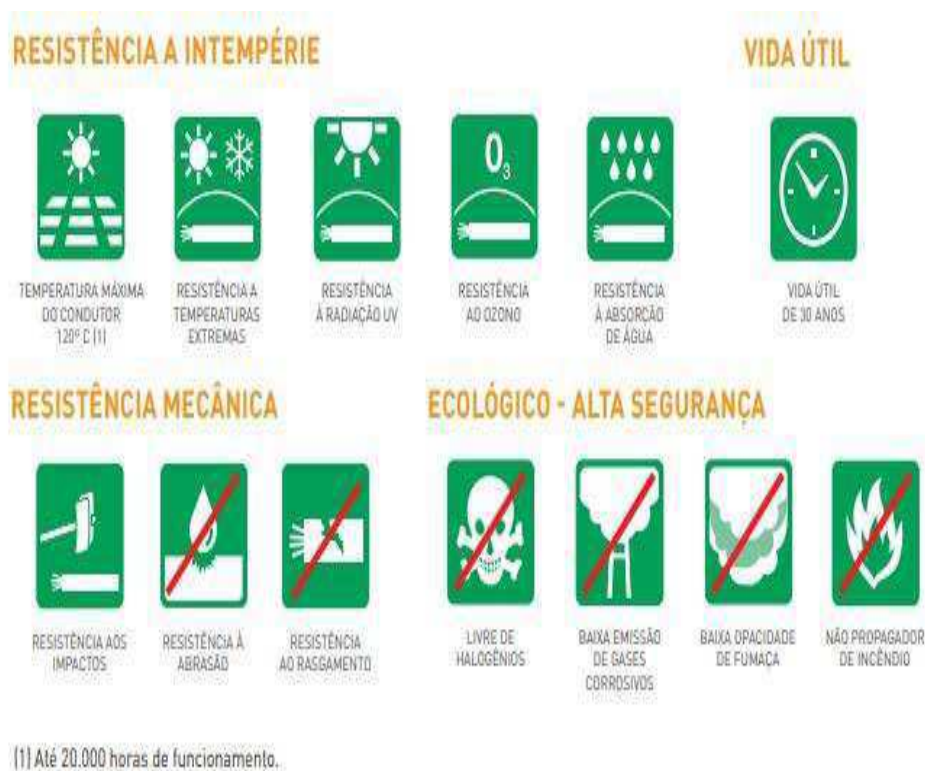 RESISTÊNCIA A INTEMPÉRIE
VIDA ÚTIL
O₃
TEMPERATURA MÁXIMA
DO CONDUTOR
120º C (1)
RESISTÊNCIA A
TEMPERATURAS
EXTREMAS
RESISTÊNCIA
À RADIAÇÃO UV
RESISTÊNCIA
AO OZONO
RESISTÊNCIA
À ABSORÇÃO
DE ÁGUA
VIDA ÚTIL
DE 30 ANOS
RESISTÊNCIA MECÂNICA
ECOLÓGICO - ALTA SEGURANÇA
RESISTÊNCIA AOS
IMPACTOS
RESISTÊNCIA À
ABRASÃO
RESISTÊNCIA
AO RASGAMENTO
LIVRE DE
HALOGÊNIOS
BAIXA EMISSÃO
DE GASES
CORROSIVOS
BAIXA OPACIDADE
DE FUMAÇA
NÃO PROPAGADOR
DE INCÊNDIO
(1) Até 20.000 horas de funcionamento.